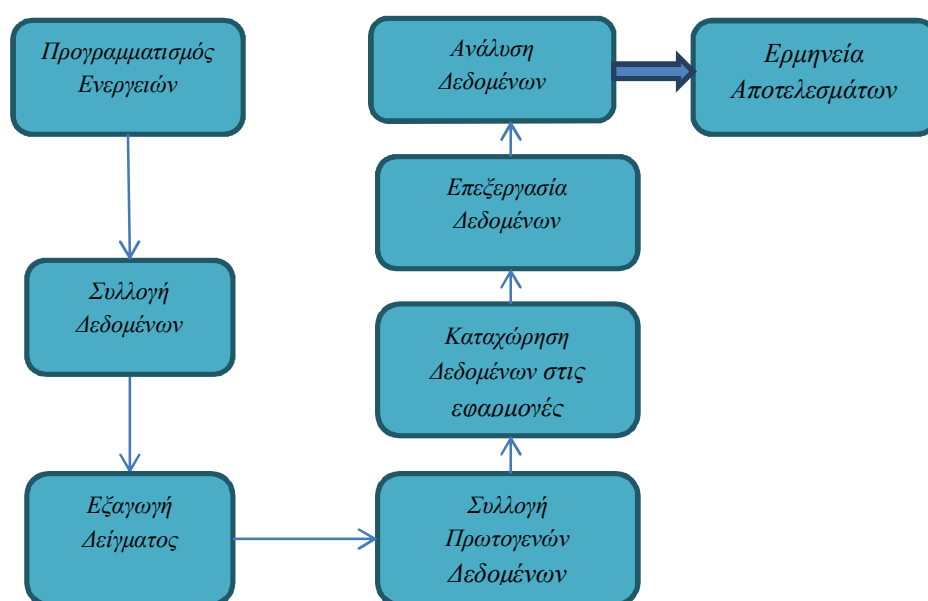 Προγραμματισμός
Ενεργειών
Συλλογή
Δεδομένων
Εξαγωγή
Δείγματος
Συλλογή
Πρωτογενών
Δεδομένων
Καταχώρηση
Δεδομένων στις
εφαρμογές
Επεξεργασία
Δεδομένων
Ανάλυση
Δεδομένων
Ερμηνεία
Αποτελεσμάτων